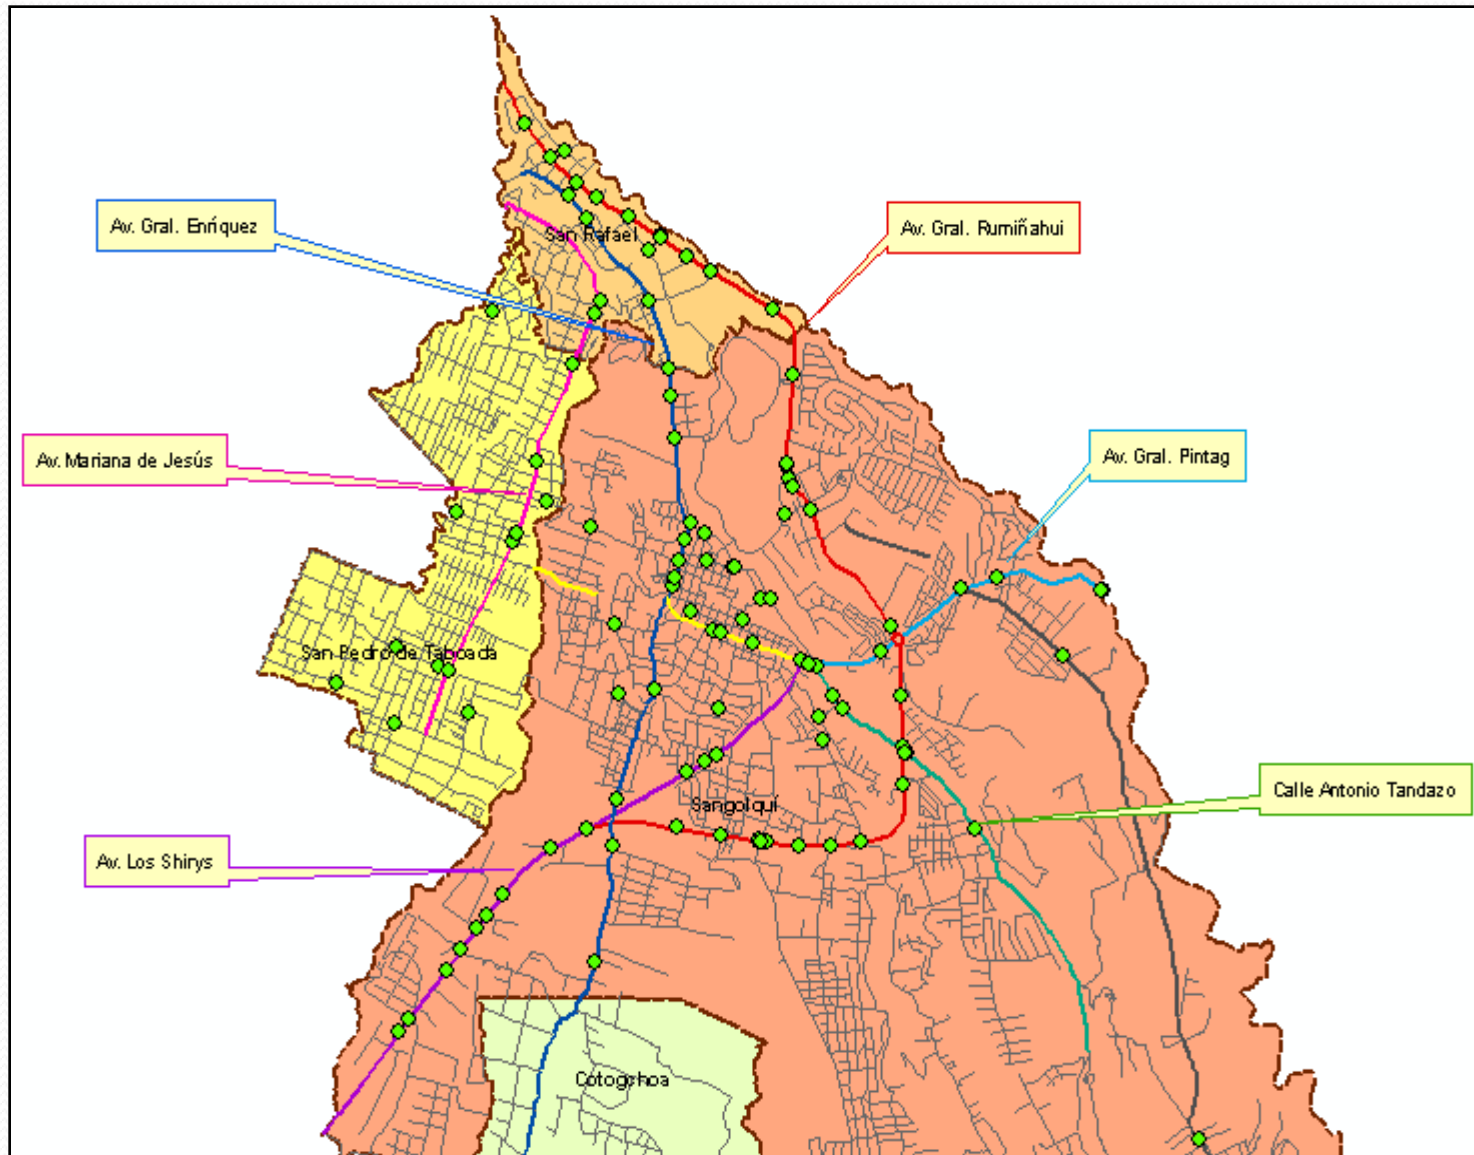 Av. Gral. Enríquez
Av. Gral. Rumiñahui
San Rafael
Av. Mariana de Jesús
Av. Gral. Pintag
San Pedro de Taboada
Calle Antonio Tandazo
Sangolquí
Av. Los Shirys
Cotogchoa